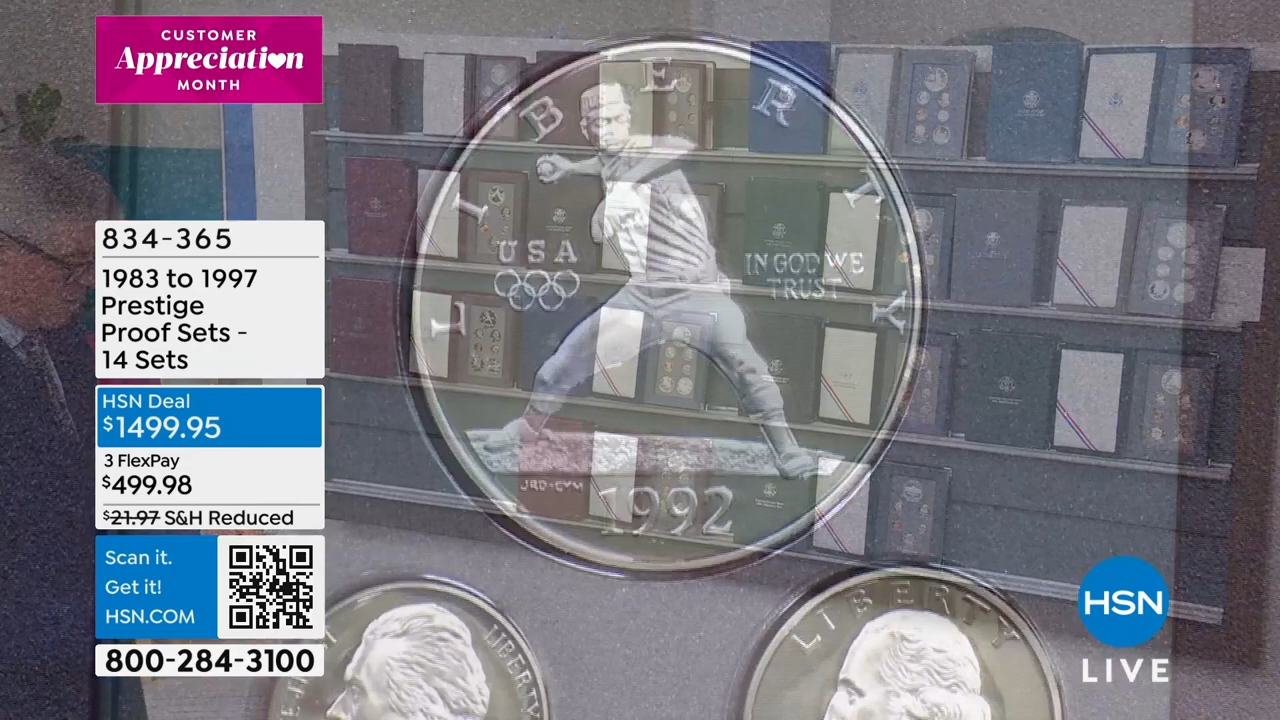 CUSTOMER
Appreciation
MONTH
834-365
1983 to 1997
Prestige
Proof Sets -
14 Sets
HSN Deal
$1499.95
3 FlexPay
$499.98
$21.97 S&H Reduced
Scan it.
Get it!
HSN.COM
800-284-3100
LIBERTY
USA
IN GOD WE
TRUST
1992
LIBERTY
LIBERTY
HSN
LIVE